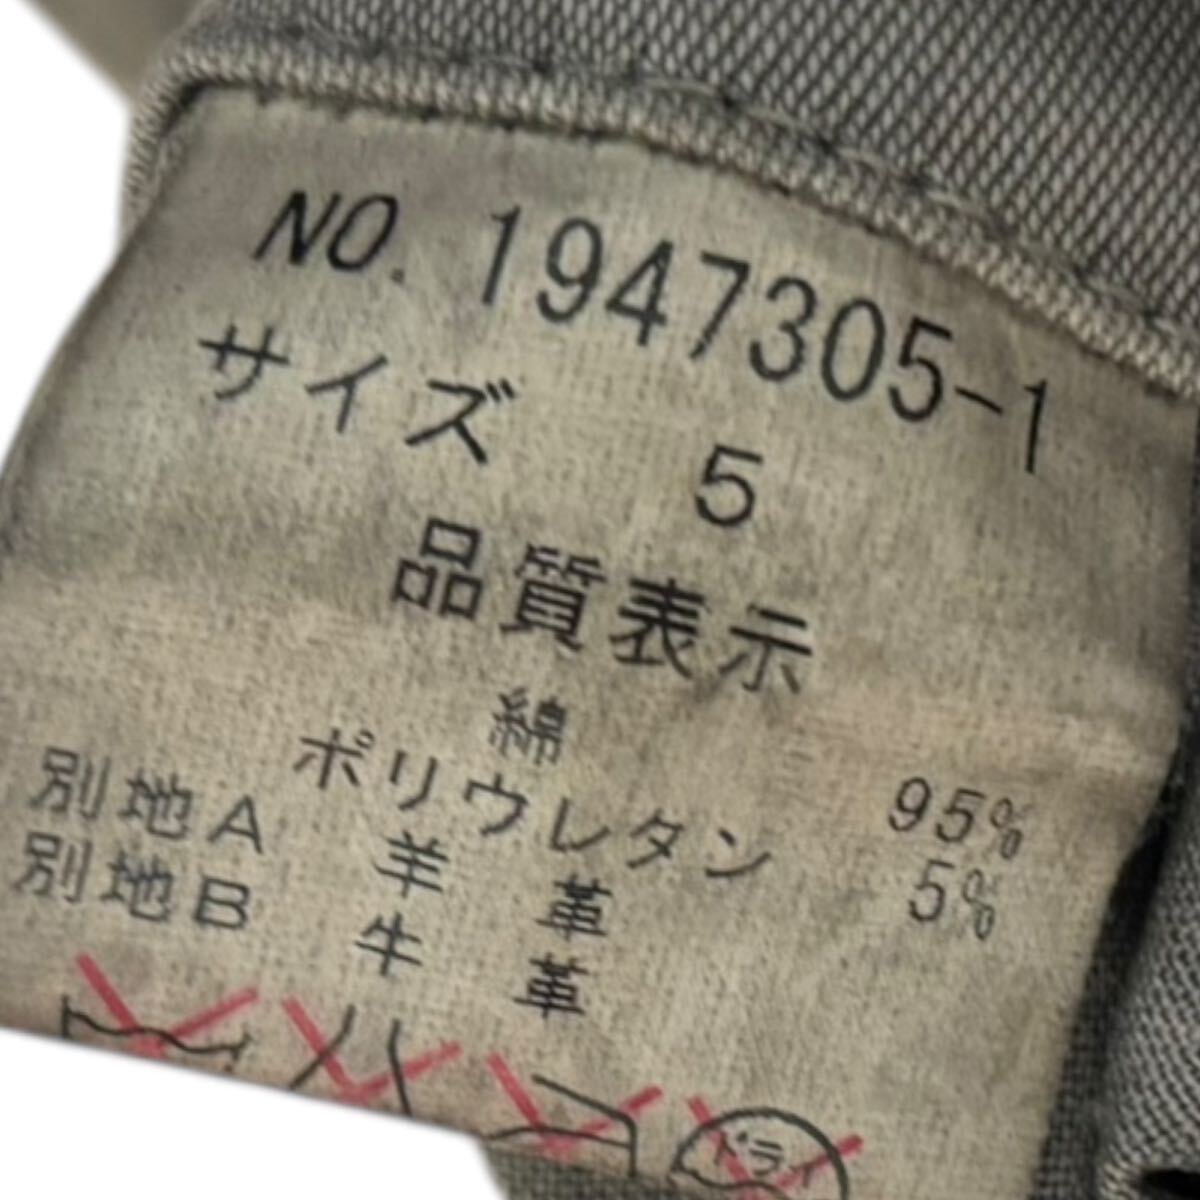 NO. 1947305-1
サイズ 5
品質表示
綿 95%
ポリウレタン 5%
別地A 羊革
別地B 牛革
ドライ